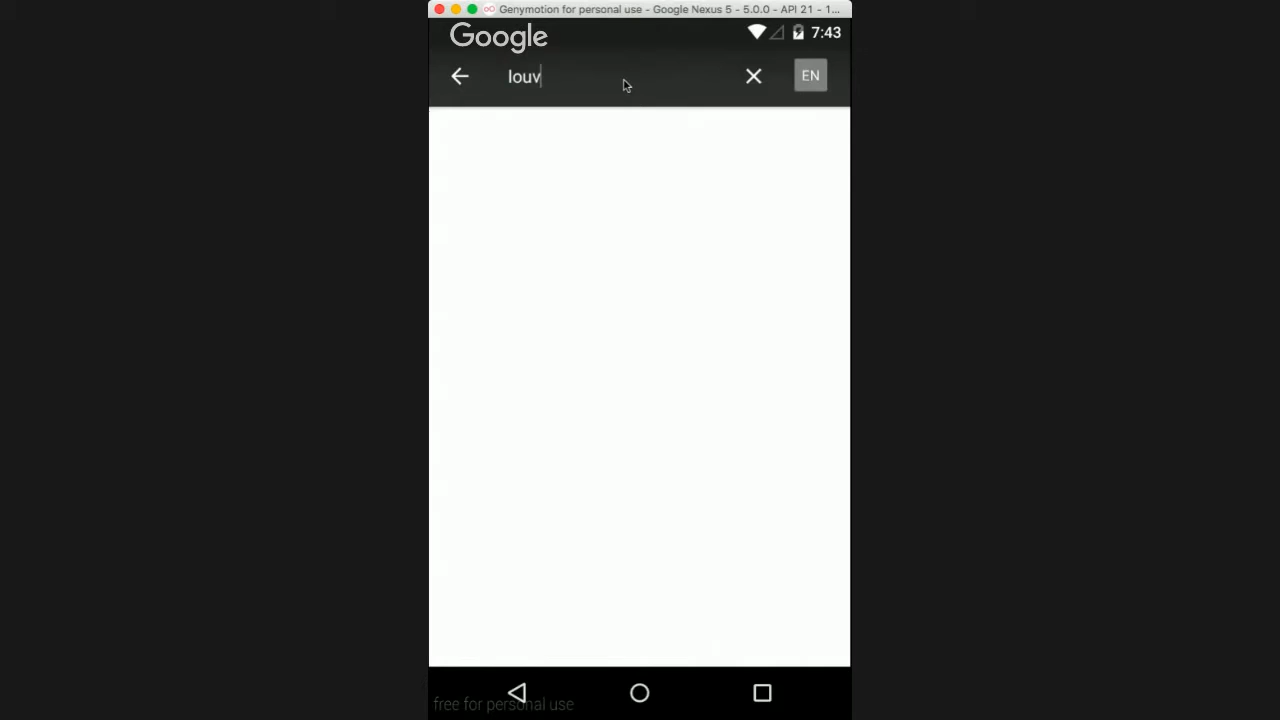 Genymotion for personal use - Google Nexus 5 - 5.0.0 - API 21 - 1...
Google
7:43
louv
EN
free for personal use